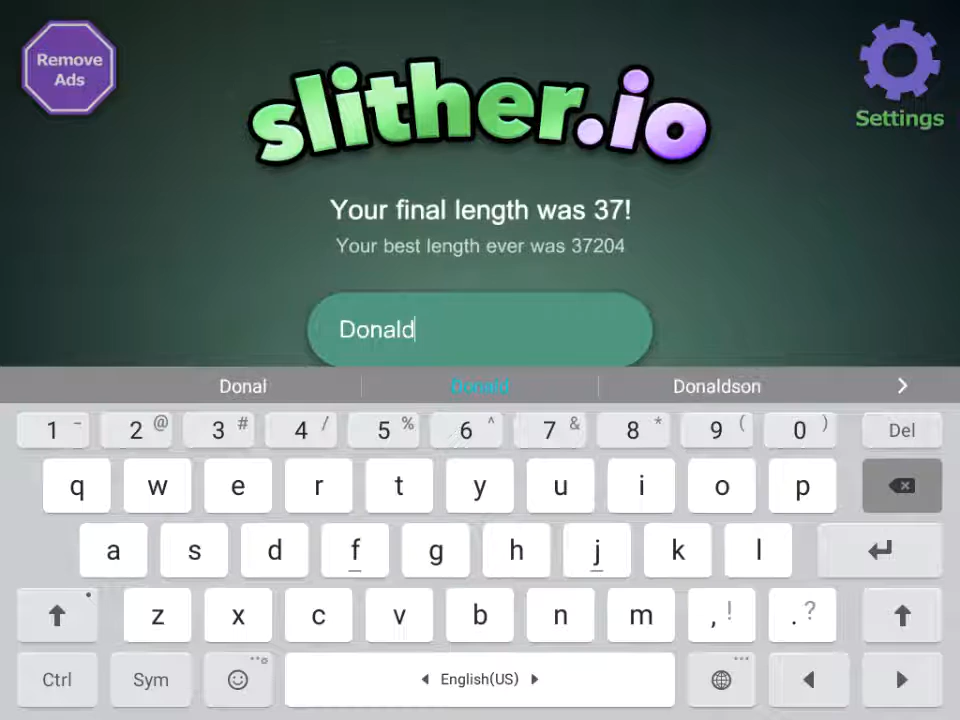 Remove
Ads
slither.io
Settings
Your final length was 37!
Your best length ever was 37204
Donald
Donal Donald Donaldson >
1 - 2 @ 3 # 4 / 5 % 6 ^ 7 & 8 * 9 ( 0 ) Del
q w e r t y u i o p
a s d f g h j k l
z x c v b n m , ! . ?
Ctrl Sym English(US)